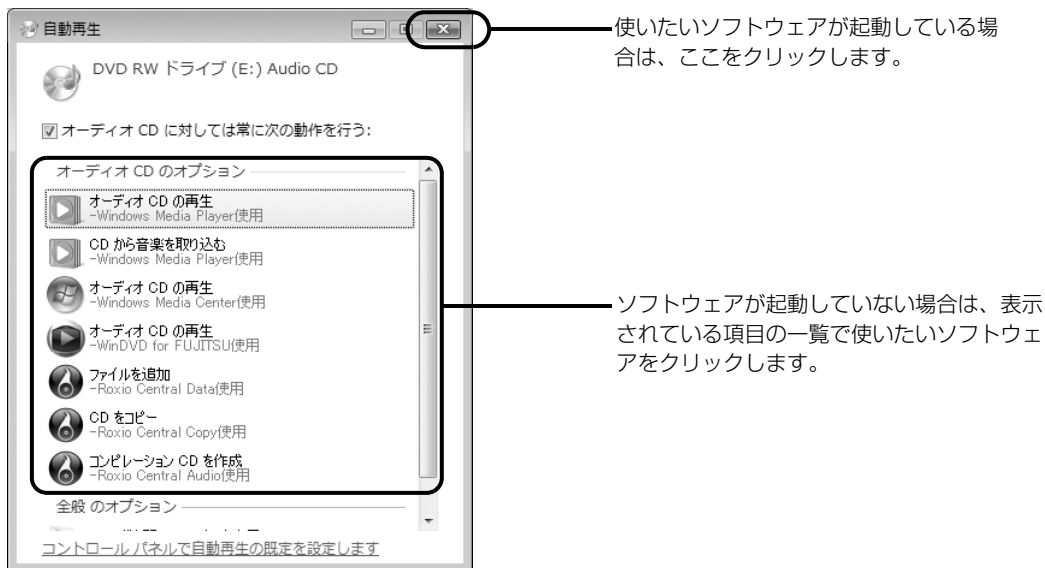 自動再生
DVD RW ドライブ (E:) Audio CD
オーディオ CD に対しては常に次の動作を行う:
オーディオ CD のオプション
オーディオ CD の再生
-Windows Media Player使用
CD から音楽を取り込む
-Windows Media Player使用
オーディオ CD の再生
-Windows Media Center使用
オーディオ CD の再生
-WinDVD for FUJITSU使用
ファイルを追加
-Roxio Central Data使用
CD をコピー
-Roxio Central Copy使用
コンピレーション CD を作成
-Roxio Central Audio使用
全般 のオプション
コントロール パネルで自動再生の既定を設定します
使いたいソフトウェアが起動している場
合は、ここをクリックします。
ソフトウェアが起動していない場合は、表示
されている項目の一覧で使いたいソフトウェ
アをクリックします。